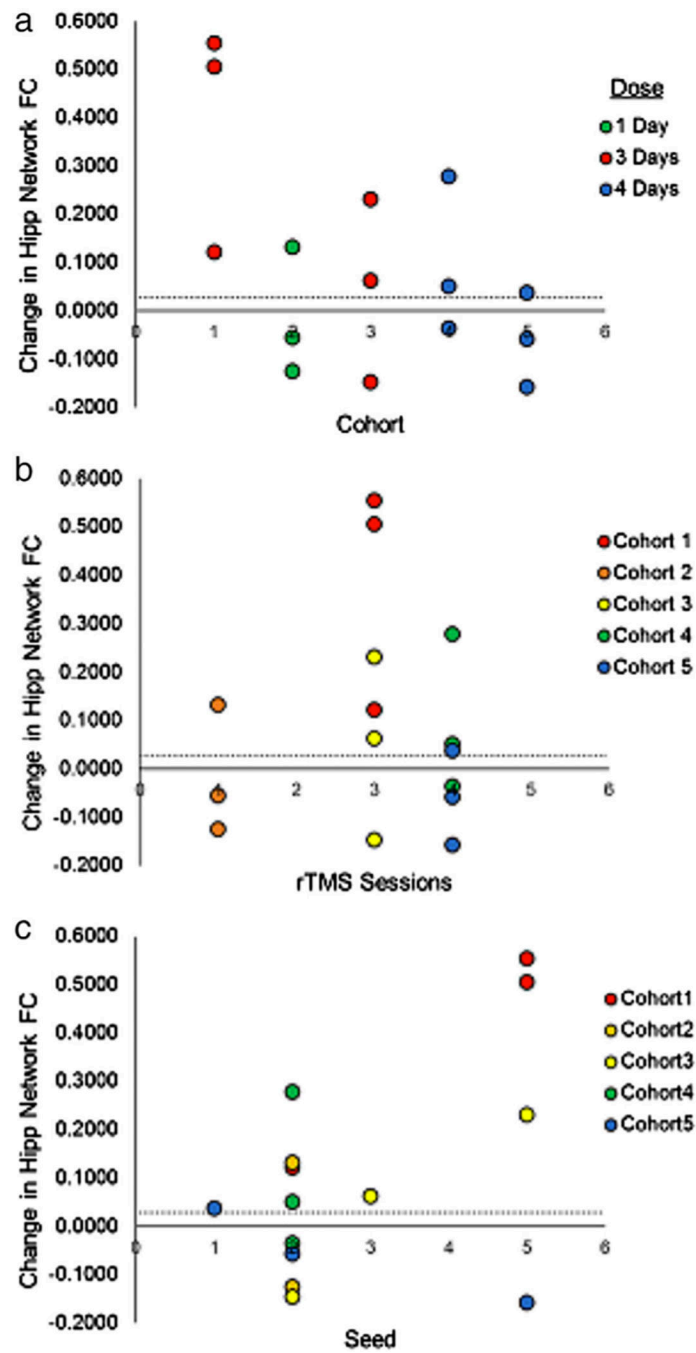 a
Change in Hipp Network FC
0.6000
0.5000
0.4000
0.3000
0.2000
0.1000
0.0000
-0.1000
-0.2000
0 1 2 3 4 5 6
Cohort
Dose
1 Day
3 Days
4 Days
b
Change in Hipp Network FC
0.6000
0.5000
0.4000
0.3000
0.2000
0.1000
0.0000
-0.1000
-0.2000
0 1 2 3 4 5 6
rTMS Sessions
Cohort 1
Cohort 2
Cohort 3
Cohort 4
Cohort 5
c
Change in Hipp Network FC
0.6000
0.5000
0.4000
0.3000
0.2000
0.1000
0.0000
-0.1000
-0.2000
0 1 2 3 4 5 6
Seed
Cohort1
Cohort2
Cohort3
Cohort4
Cohort5